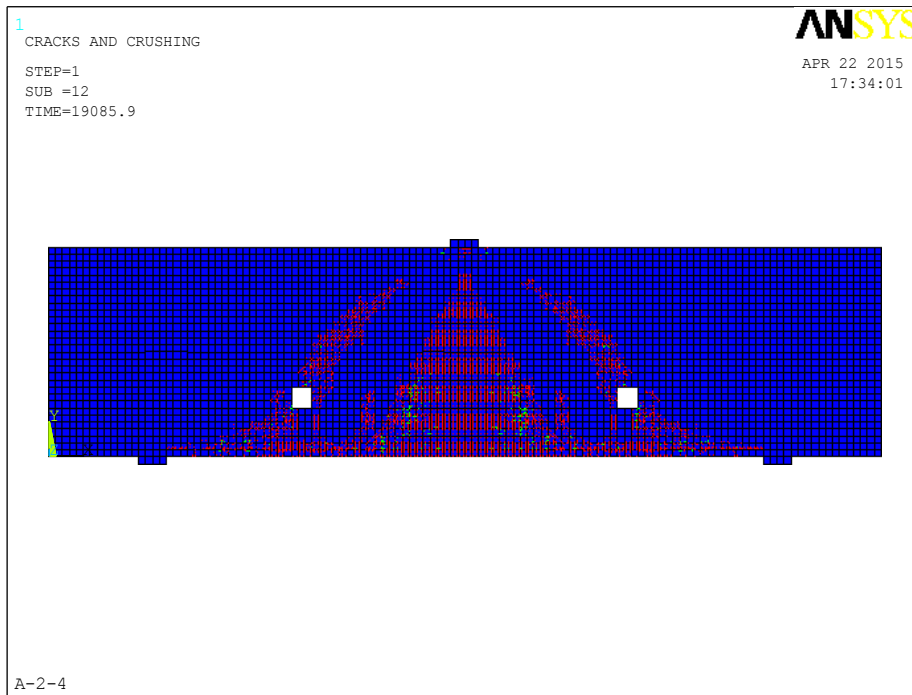 1
CRACKS AND CRUSHING
STEP=1
SUB =12
TIME=19085.9
ANSYS
APR 22 2015
17:34:01
Y
X
A-2-4